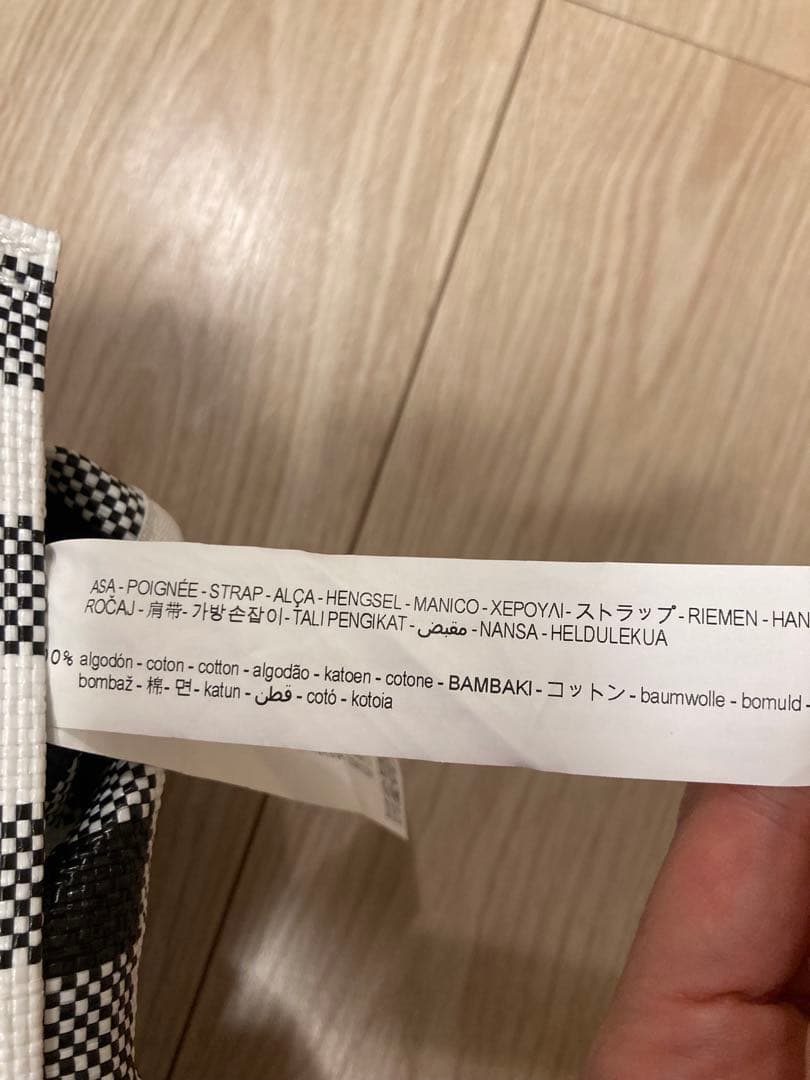 ASA - POIGNÉE - STRAP - ALÇA - HENGSEL - MANICO - ΧΕΡΟΥΛΙ - ストラップ - RIEMEN - HAN
ROČAJ - 肩带 - 가방손잡이 - TALI PENGIKAT - مقبض - NANSA - HELDULEKUA
0% algodón - coton - cotton - algodão - katoen - cotone - BAMBAKI - コットン - baumwolle - bomuld -
bombaž - 棉 - 면 - katun - قطن - cotó - kotoia